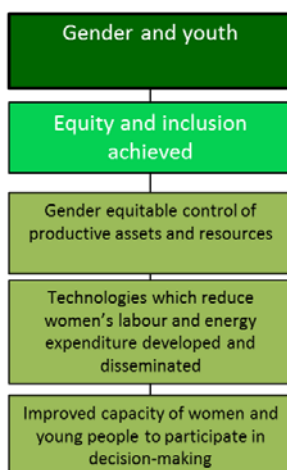 Gender and youth
Equity and inclusion
achieved
Gender equitable control of
productive assets and resources
Technologies which reduce
women's labour and energy
expenditure developed and
disseminated
Improved capacity of women and
young people to participate in
decision-making